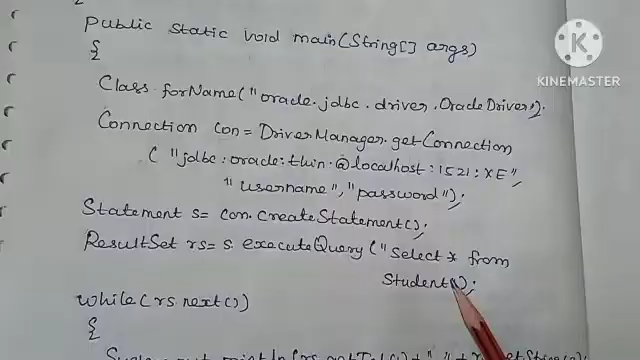 public static void main(String[] args)
{
Class forName("oracle.jdbc.driver.OracleDriver");
Connection con = DriverManager.getConnection
("jdbc:oracle:thin:@localhost:1521:XE",
"username", "password");
Statement s= con.createStatement();
ResultSet rs= s.executeQuery("Select * from
Student");
while(rs.next())
{
KINEMASTER